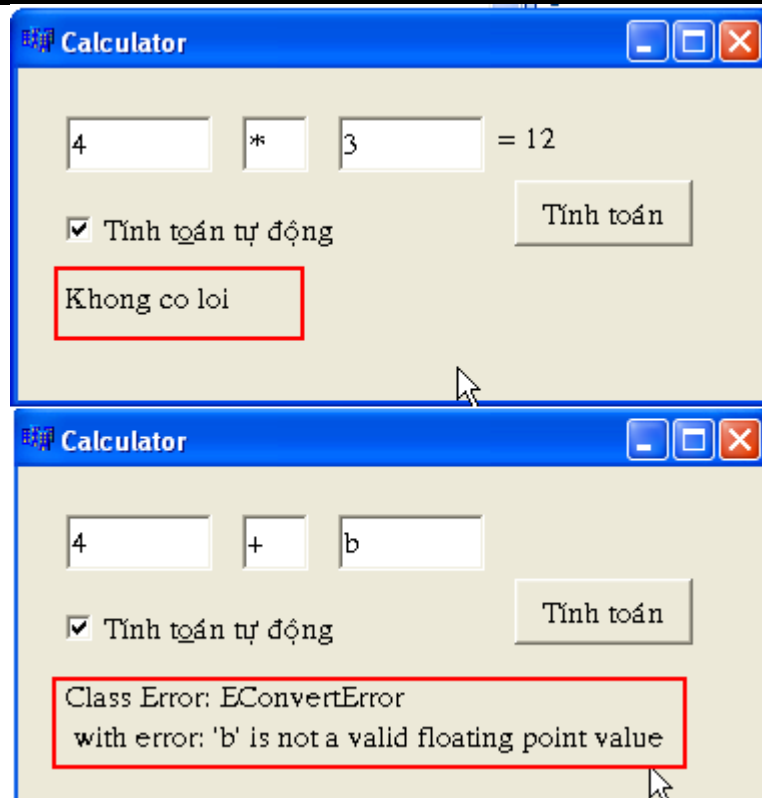 Calculator
4 * 3 = 12
Tính toán tự động
Tính toán
Khong co loi
Calculator
4 + b
Tính toán tự động
Tính toán
Class Error: EConvertError
with error: 'b' is not a valid floating point value